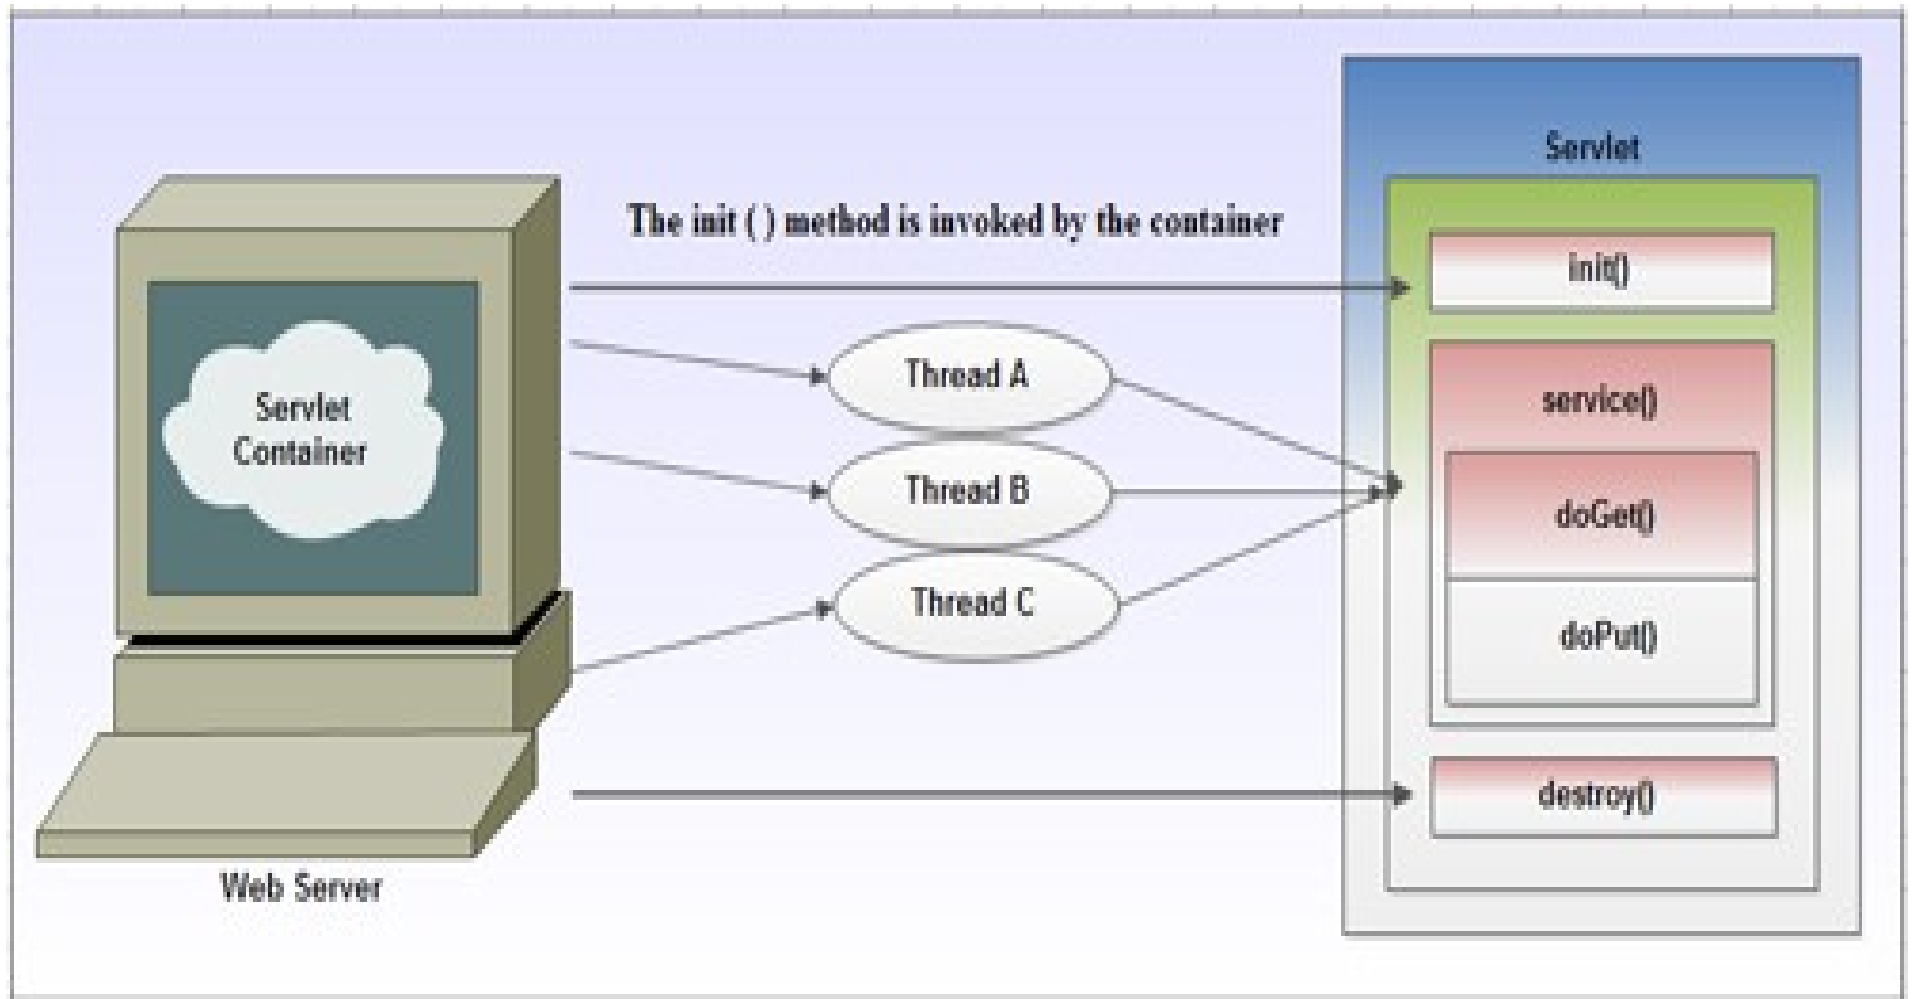 Servlet
The init ( ) method is invoked by the container
init()
Thread A
service()
Servlet
Container
Thread B
doGet()
Thread C
doPut()
destroy()
Web Server